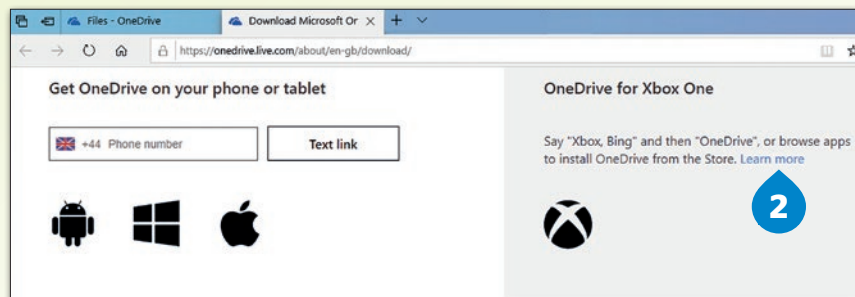 Files - OneDrive
Download Microsoft Or
https://onedrive.live.com/about/en-gb/download/
Get OneDrive on your phone or tablet
+44 Phone number
Text link
OneDrive for Xbox One
Say "Xbox, Bing" and then "OneDrive", or browse apps
to install OneDrive from the Store. Learn more
2